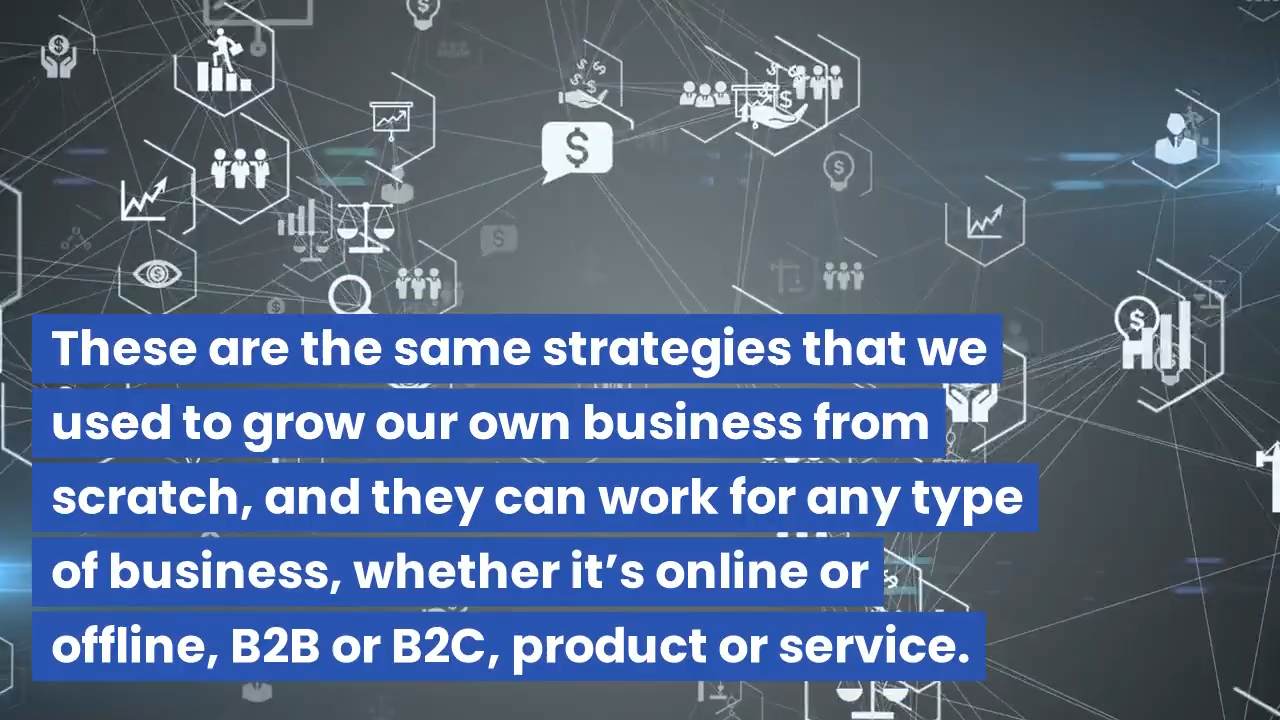 These are the same strategies that we
used to grow our own business from
scratch, and they can work for any type
of business, whether it’s online or
offline, B2B or B2C, product or service.